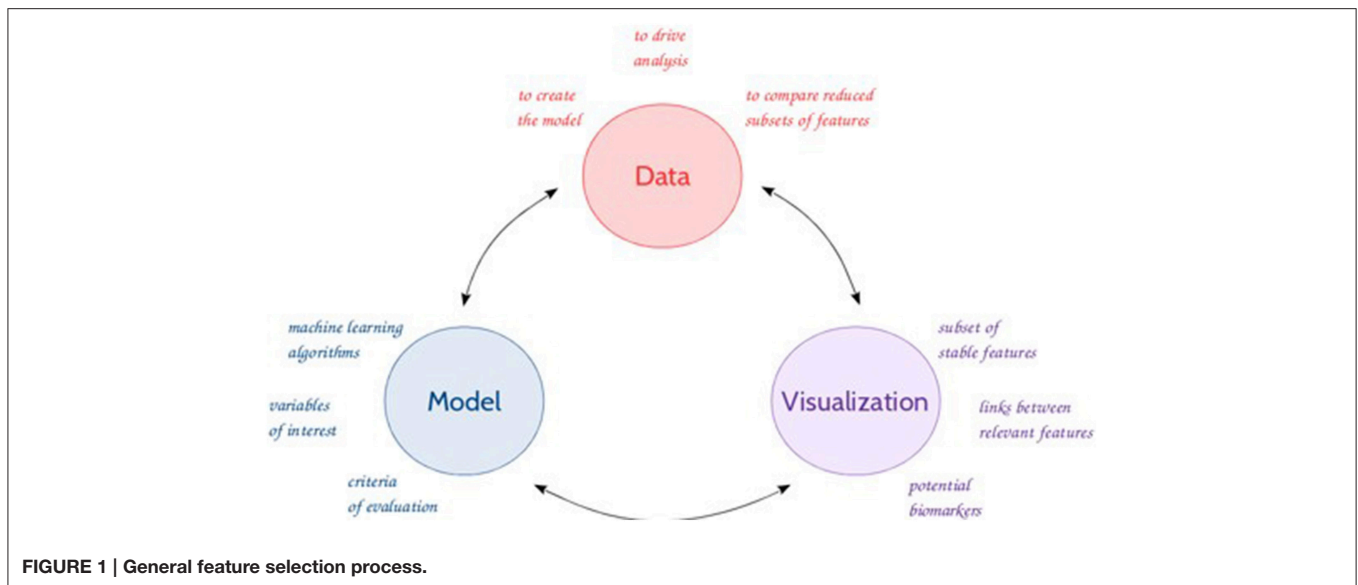 to drive
analysis
to create
the model
to compare reduced
subsets of features
Data
machine learning
algorithms
variables
of interest
criteria
of evaluation
Model
Visualization
subset of
stable features
links between
relevant features
potential
biomarkers
FIGURE 1 | General feature selection process.